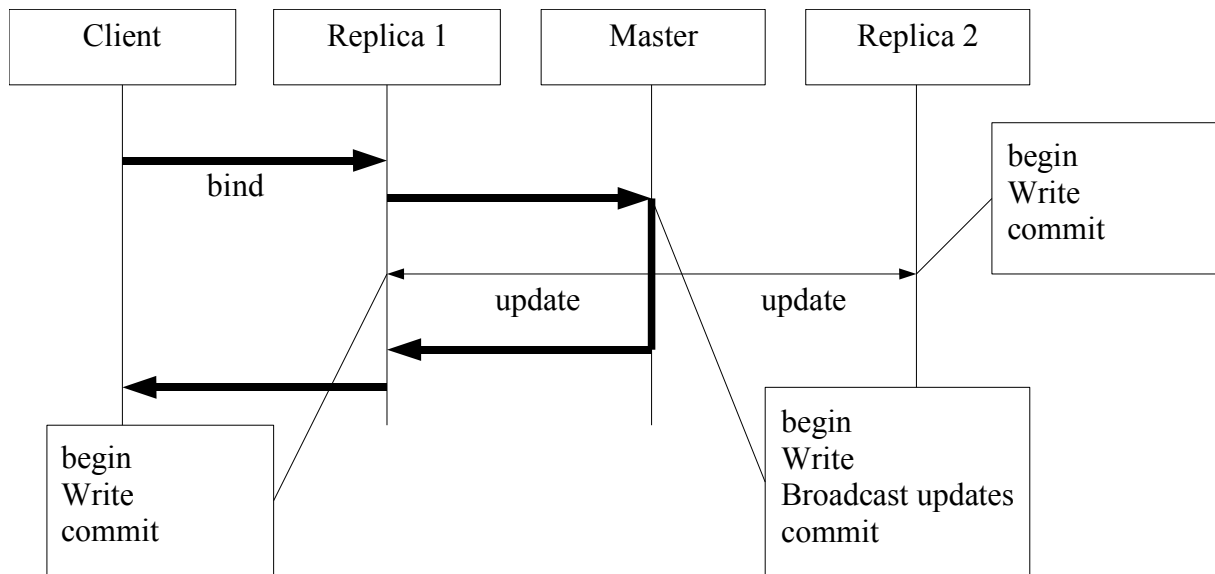 Client
Replica 1
Master
Replica 2
bind
begin
Write
commit
update
update
begin
Write
commit
begin
Write
Broadcast updates
commit